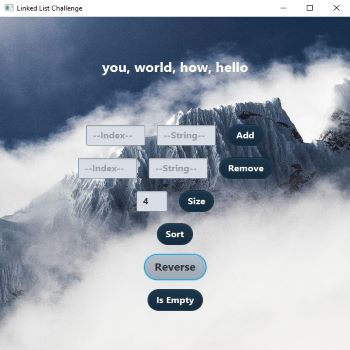 Linked List Challenge
you, world, how, hello
--Index-- --String-- Add
--Index-- --String-- Remove
4 Size
Sort
Reverse
Is Empty